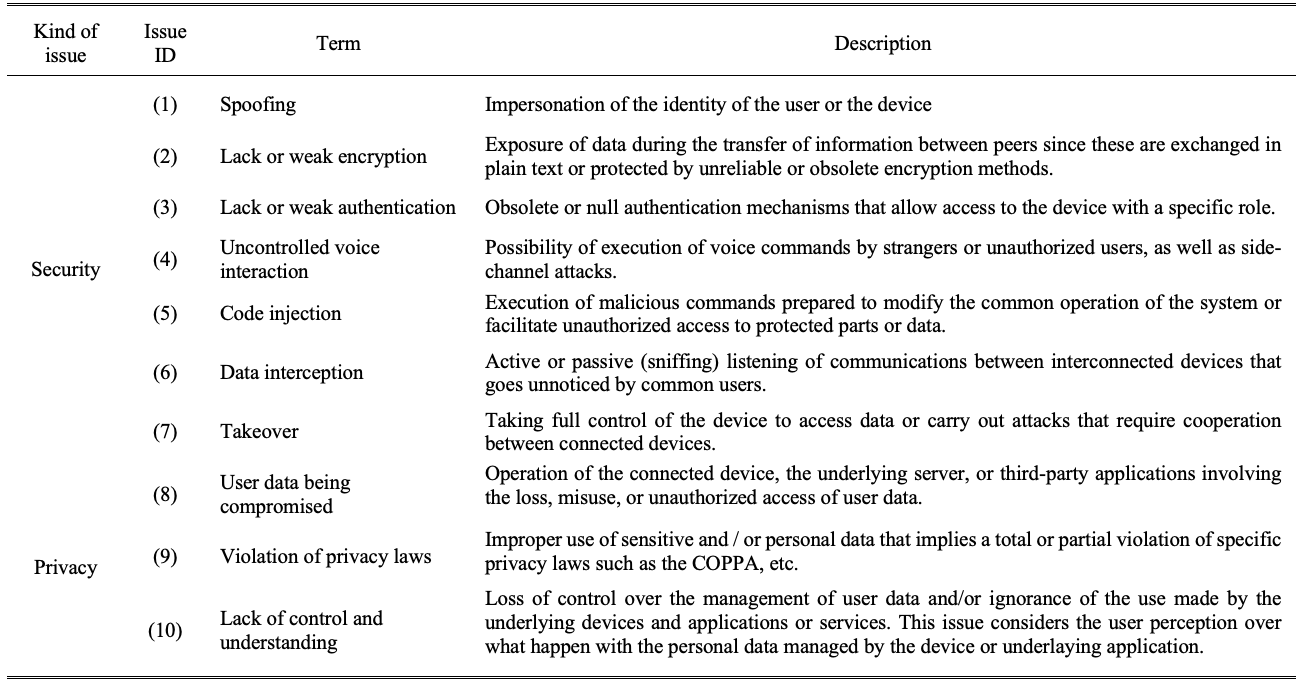 Kind of issue Issue ID Term Description
Security
(1) Spoofing Impersonation of the identity of the user or the device
(2) Lack or weak encryption Exposure of data during the transfer of information between peers since these are exchanged in
plain text or protected by unreliable or obsolete encryption methods.
(3) Lack or weak authentication Obsolete or null authentication mechanisms that allow access to the device with a specific role.
(4) Uncontrolled voice interaction Possibility of execution of voice commands by strangers or unauthorized users, as well as side-
channel attacks.
(5) Code injection Execution of malicious commands prepared to modify the common operation of the system or
facilitate unauthorized access to protected parts or data.
(6) Data interception Active or passive (sniffing) listening of communications between interconnected devices that
goes unnoticed by common users.
(7) Takeover Taking full control of the device to access data or carry out attacks that require cooperation
between connected devices.
Privacy
(8) User data being compromised Operation of the connected device, the underlying server, or third-party applications involving
the loss, misuse, or unauthorized access of user data.
(9) Violation of privacy laws Improper use of sensitive and / or personal data that implies a total or partial violation of specific
privacy laws such as the COPPA, etc.
(10) Lack of control and understanding Loss of control over the management of user data and/or ignorance of the use made by the
underlying devices and applications or services. This issue considers the user perception over
what happen with the personal data managed by the device or underlaying application.